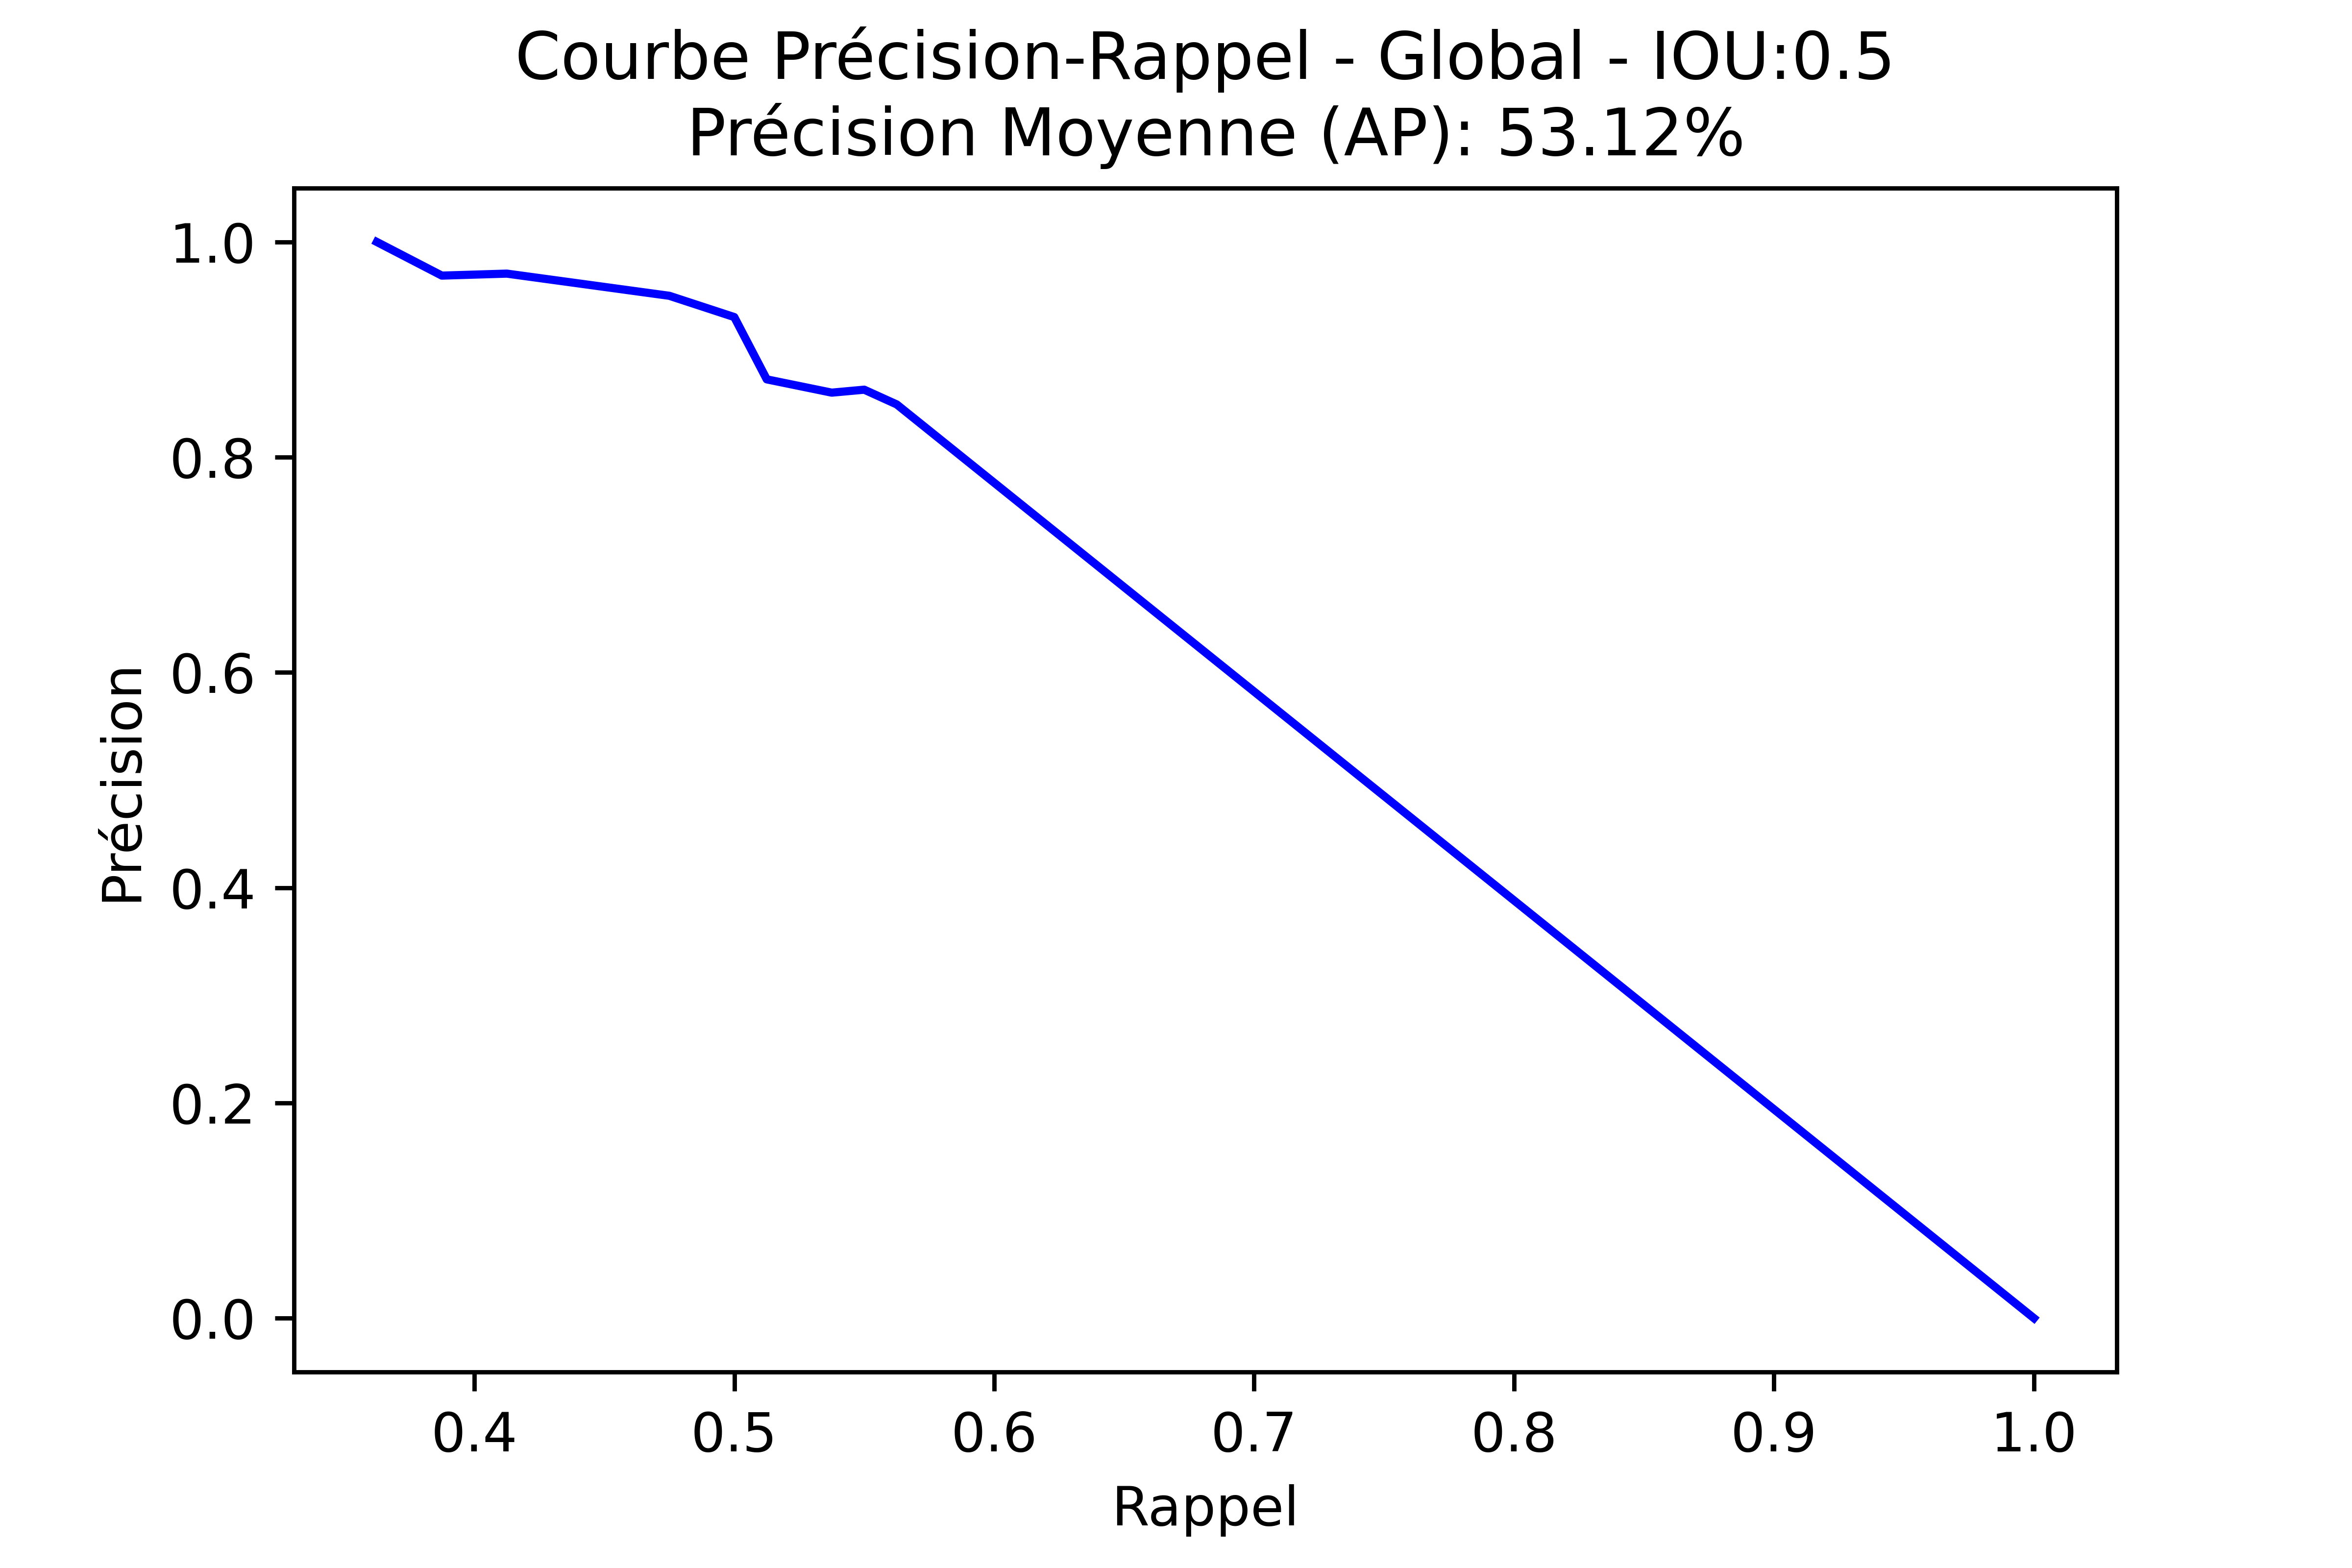 Courbe Précision-Rappel - Global - IOU:0.5
Précision Moyenne (AP): 53.12%
1.0
0.8
0.6
0.4
0.2
0.0
Précision
0.4 0.5 0.6 0.7 0.8 0.9 1.0
Rappel